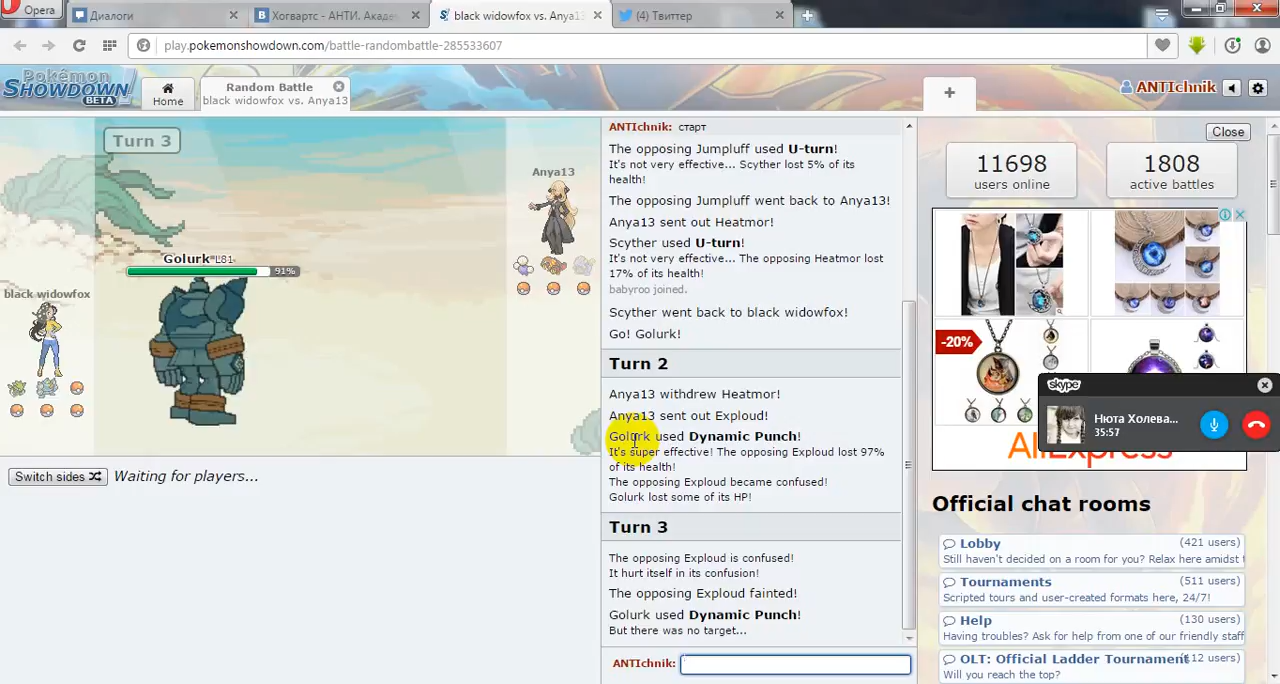 Opera
Диалоги
Хогвартс - АНТИ. Акаде
black widowfox vs. Anya1
(4) Твиттер
play.pokemonshowdown.com/battle-randombattle-285533607
Pokémon
Showdown
BETA
Home
Random Battle
black widowfox vs. Anya13
+
ANTIchnik
Turn 3
Anya13
Golurk L81
91%
black widowfox
Switch sides
Waiting for players...
ANTIchnik: старт
The opposing Jumpluff used U-turn!
It's not very effective... Scyther lost 5% of its
health!
The opposing Jumpluff went back to Anya13!
Anya13 sent out Heatmor!
Scyther used U-turn!
It's not very effective... The opposing Heatmor lost
17% of its health!
babyroo joined.
Scyther went back to black widowfox!
Go! Golurk!
Turn 2
Anya13 withdrew Heatmor!
Anya13 sent out Exploud!
Golurk used Dynamic Punch!
It's super effective! The opposing Exploud lost 97%
of its health!
The opposing Exploud became confused!
Golurk lost some of its HP!
Turn 3
The opposing Exploud is confused!
It hurt itself in its confusion!
The opposing Exploud fainted!
Golurk used Dynamic Punch!
But there was no target...
ANTIchnik:
Close
11698
users online
1808
active battles
-20%
AliExpress
skype
Нюта Холева...
35:57
Official chat rooms
Lobby (421 users)
Still haven't decided on a room for you? Relax here amidst
Tournaments (511 users)
Scripted tours and user-created formats here, 24/7!
Help (130 users)
Having troubles? Ask for help from one of our friendly staff
OLT: Official Ladder Tournament (112 users)
Will you reach the top?